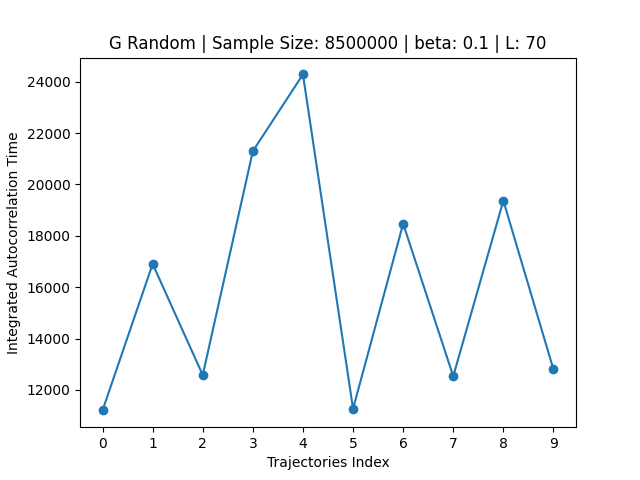 G Random | Sample Size: 8500000 | beta: 0.1 | L: 70
Integrated Autocorrelation Time
24000
22000
20000
18000
16000
14000
12000
0 1 2 3 4 5 6 7 8 9
Trajectories Index